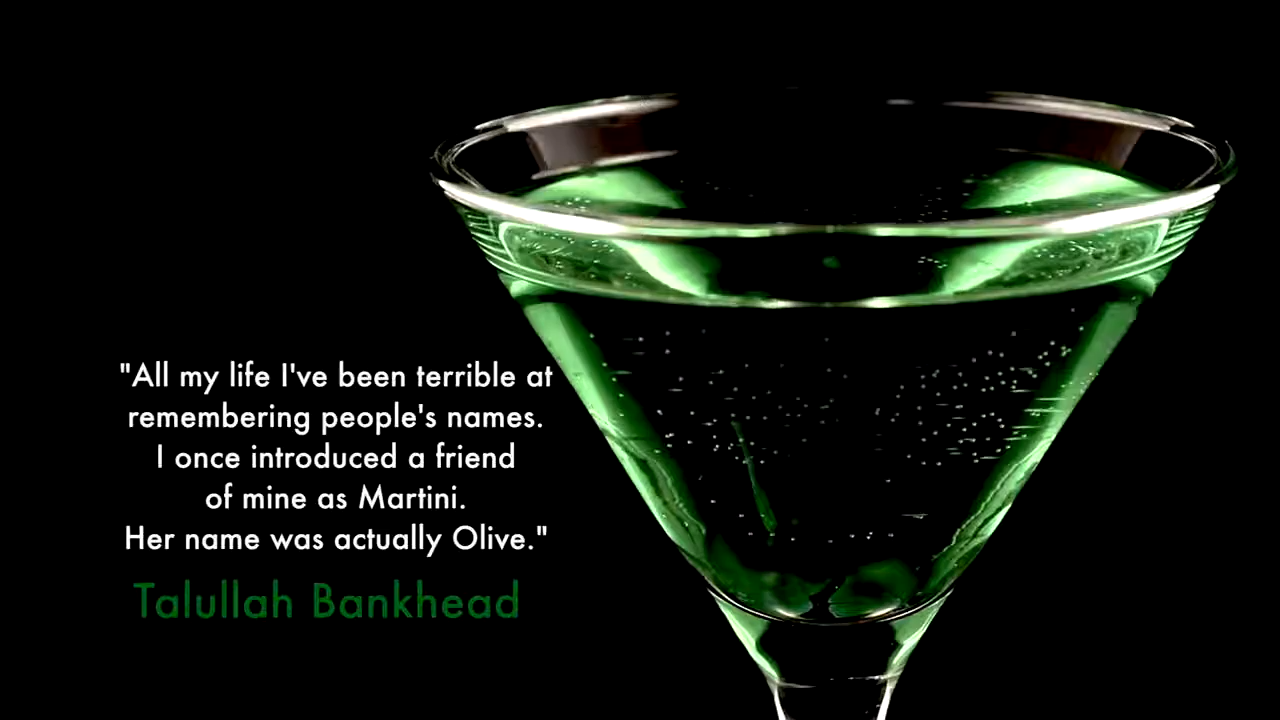 "All my life I've been terrible at
remembering people's names.
I once introduced a friend
of mine as Martini.
Her name was actually Olive."
Talullah Bankhead